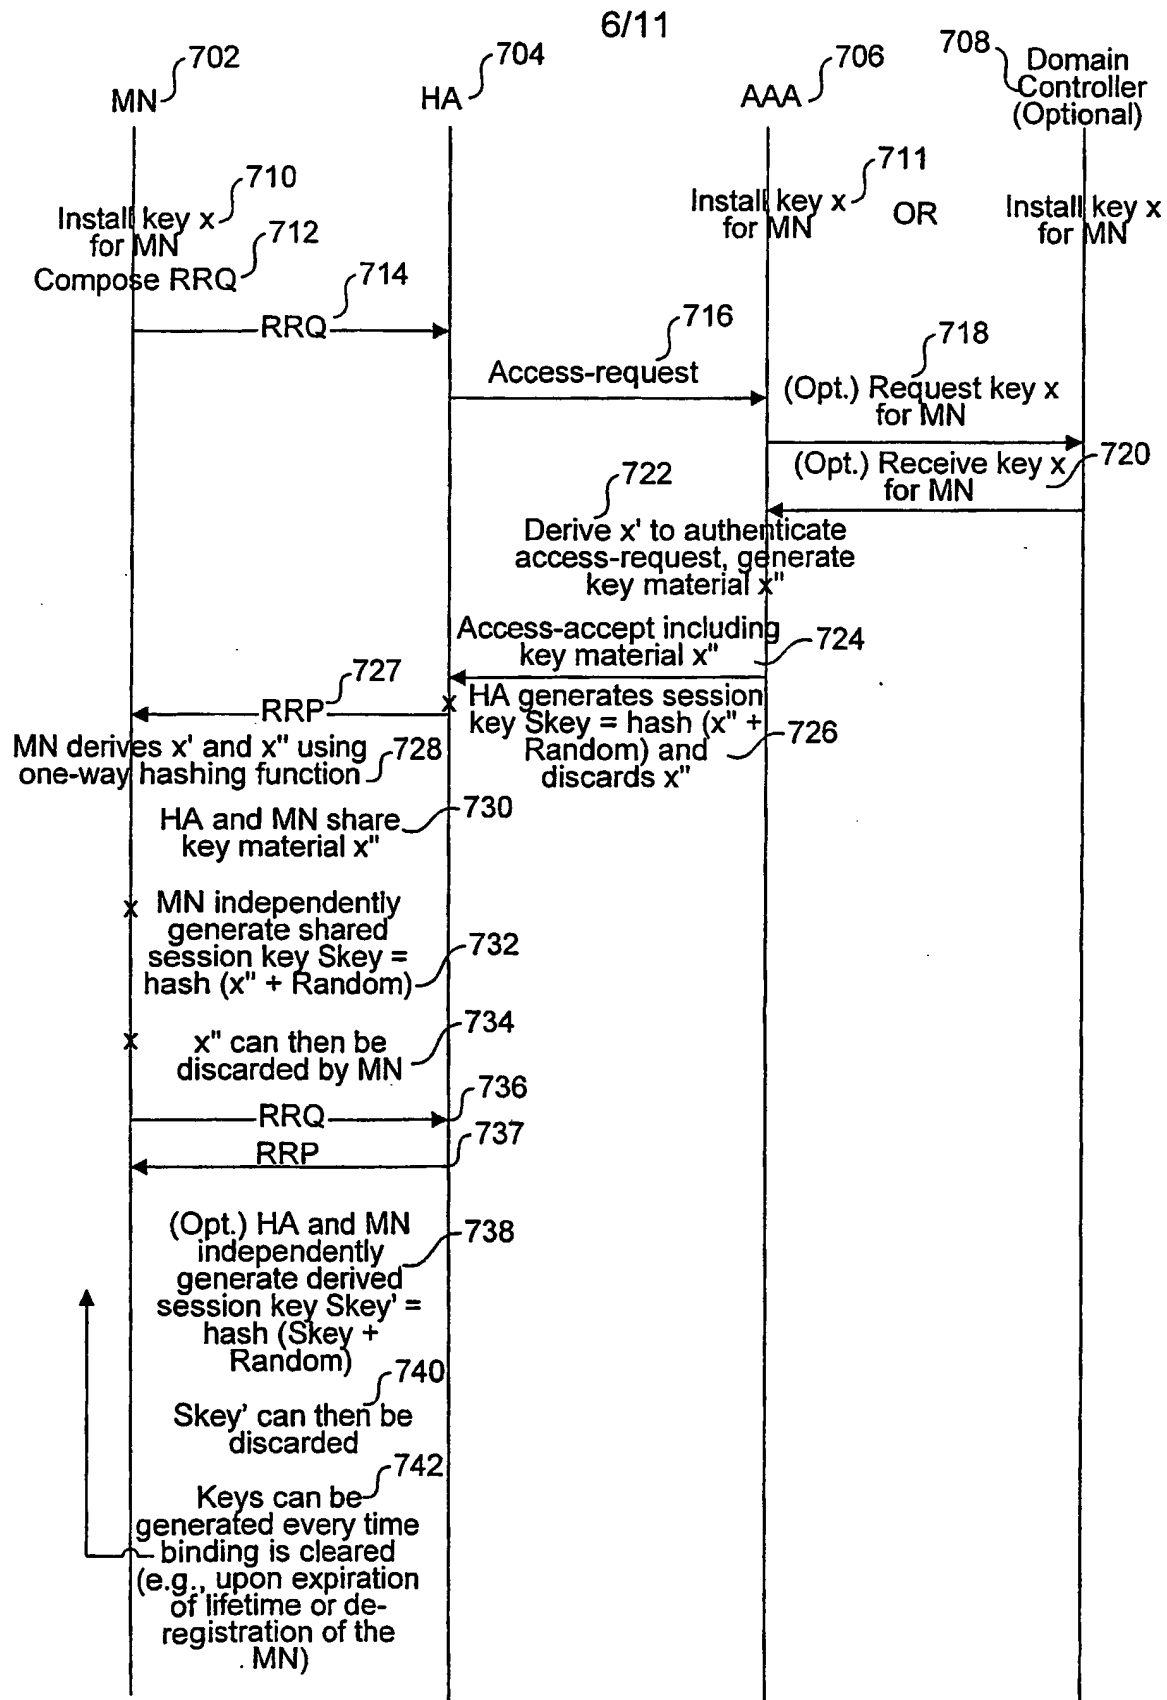 6/11
702
704
706
708
MN
HA
AAA
Domain
Controller
(Optional)
710
711
Install key x
for MN
712
Compose RRQ
Install key x
for MN
OR
Install key x
for MN
714
RRQ
716
Access-request
718
(Opt.) Request key x
for MN
720
(Opt.) Receive key x
for MN
722
Derive x' to authenticate
access-request, generate
key material x"
Access-accept including
key material x"
724
727
RRP
x
HA generates session
key Skey = hash (x" +
Random) and
discards x"
726
MN derives x' and x" using
one-way hashing function
728
730
HA and MN share
key material x"
x
MN independently
generate shared
session key Skey =
hash (x" + Random)
732
734
x
x" can then be
discarded by MN
736
RRQ
737
RRP
738
(Opt.) HA and MN
independently
generate derived
session key Skey' =
hash (Skey +
Random)
740
Skey' can then be
discarded
742
Keys can be
generated every time
binding is cleared
(e.g., upon expiration
of lifetime or de-
registration of the
MN)